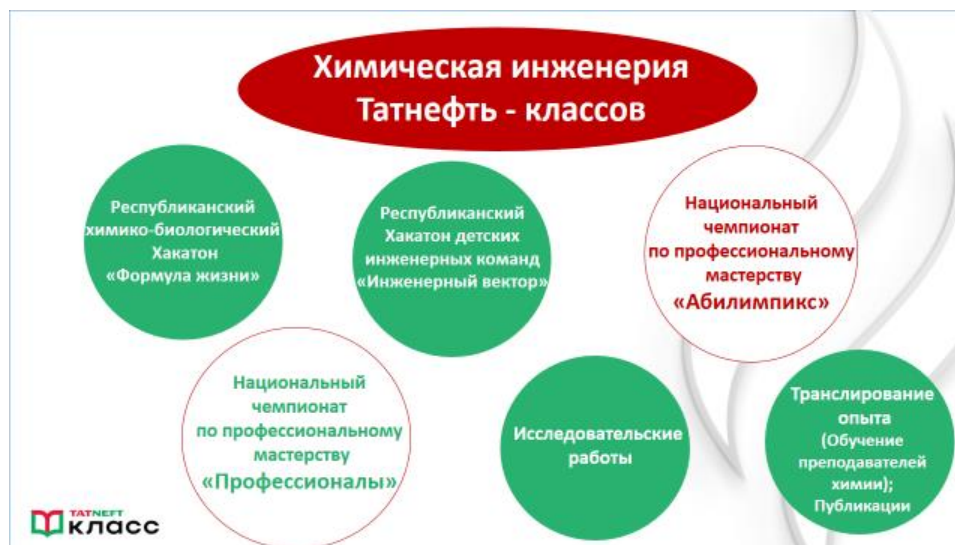 Химическая инженерия
Татнефть - классов
Республиканский
химико-биологический
Хакатон
«Формула жизни»
Республиканский
Хакатон детских
инженерных команд
«Инженерный вектор»
Национальный
чемпионат
по профессиональному
мастерству
«Абилимпикс»
Национальный
чемпионат
по профессиональному
мастерству
«Профессионалы»
Исследовательские
работы
Транслирование
опыта
(Обучение
преподавателей
химии);
Публикации
TATNEFT
класс